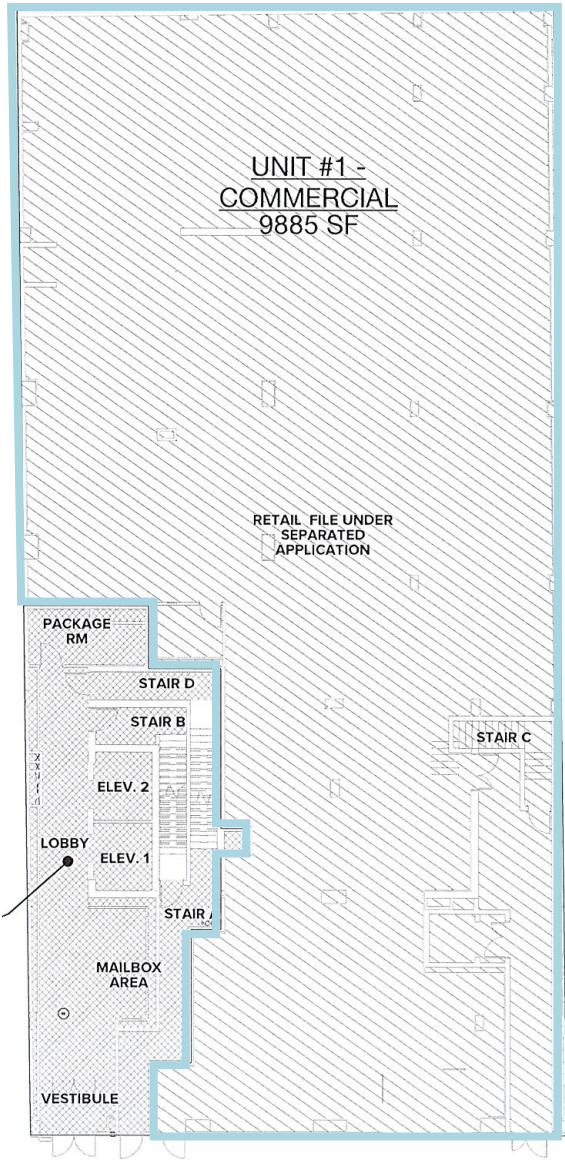 UNIT #1 -
COMMERCIAL
9885 SF
RETAIL FILE UNDER
SEPARATED
APPLICATION
PACKAGE
RM
STAIR D
STAIR B
STAIR C
ELEV. 2
LOBBY
ELEV. 1
STAIR
MAILBOX
AREA
VESTIBULE